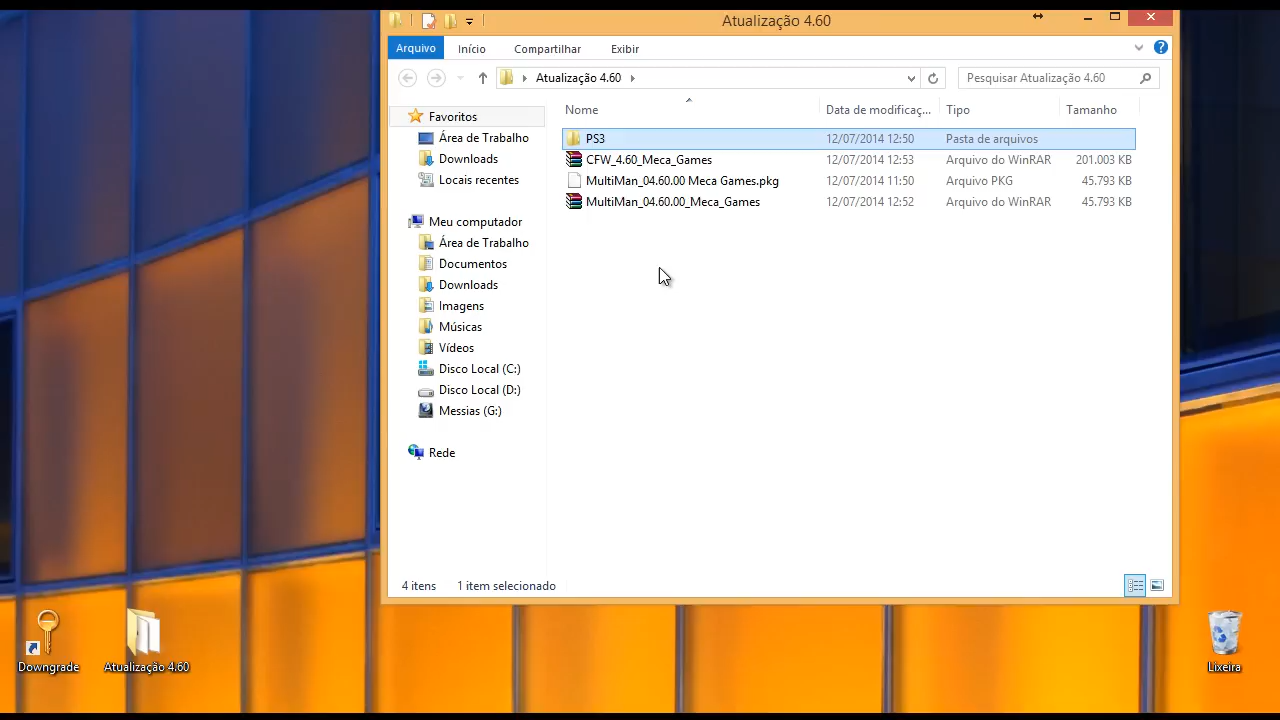 Atualização 4.60
Arquivo Início Compartilhar Exibir
Atualização 4.60
Pesquisar Atualização 4.60
Nome Data de modificaç... Tipo Tamanho
PS3 12/07/2014 12:50 Pasta de arquivos
CFW_4.60_Meca_Games 12/07/2014 12:53 Arquivo do WinRAR 201.003 KB
MultiMan_04.60.00 Meca Games.pkg 12/07/2014 11:50 Arquivo PKG 45.793 KB
MultiMan_04.60.00_Meca_Games 12/07/2014 12:52 Arquivo do WinRAR 45.793 KB
Favoritos
Área de Trabalho
Downloads
Locais recentes
Meu computador
Área de Trabalho
Documentos
Downloads
Imagens
Músicas
Vídeos
Disco Local (C:)
Disco Local (D:)
Messias (G:)
Rede
4 itens 1 item selecionado
Downgrade
Atualização 4.60
Lixeira